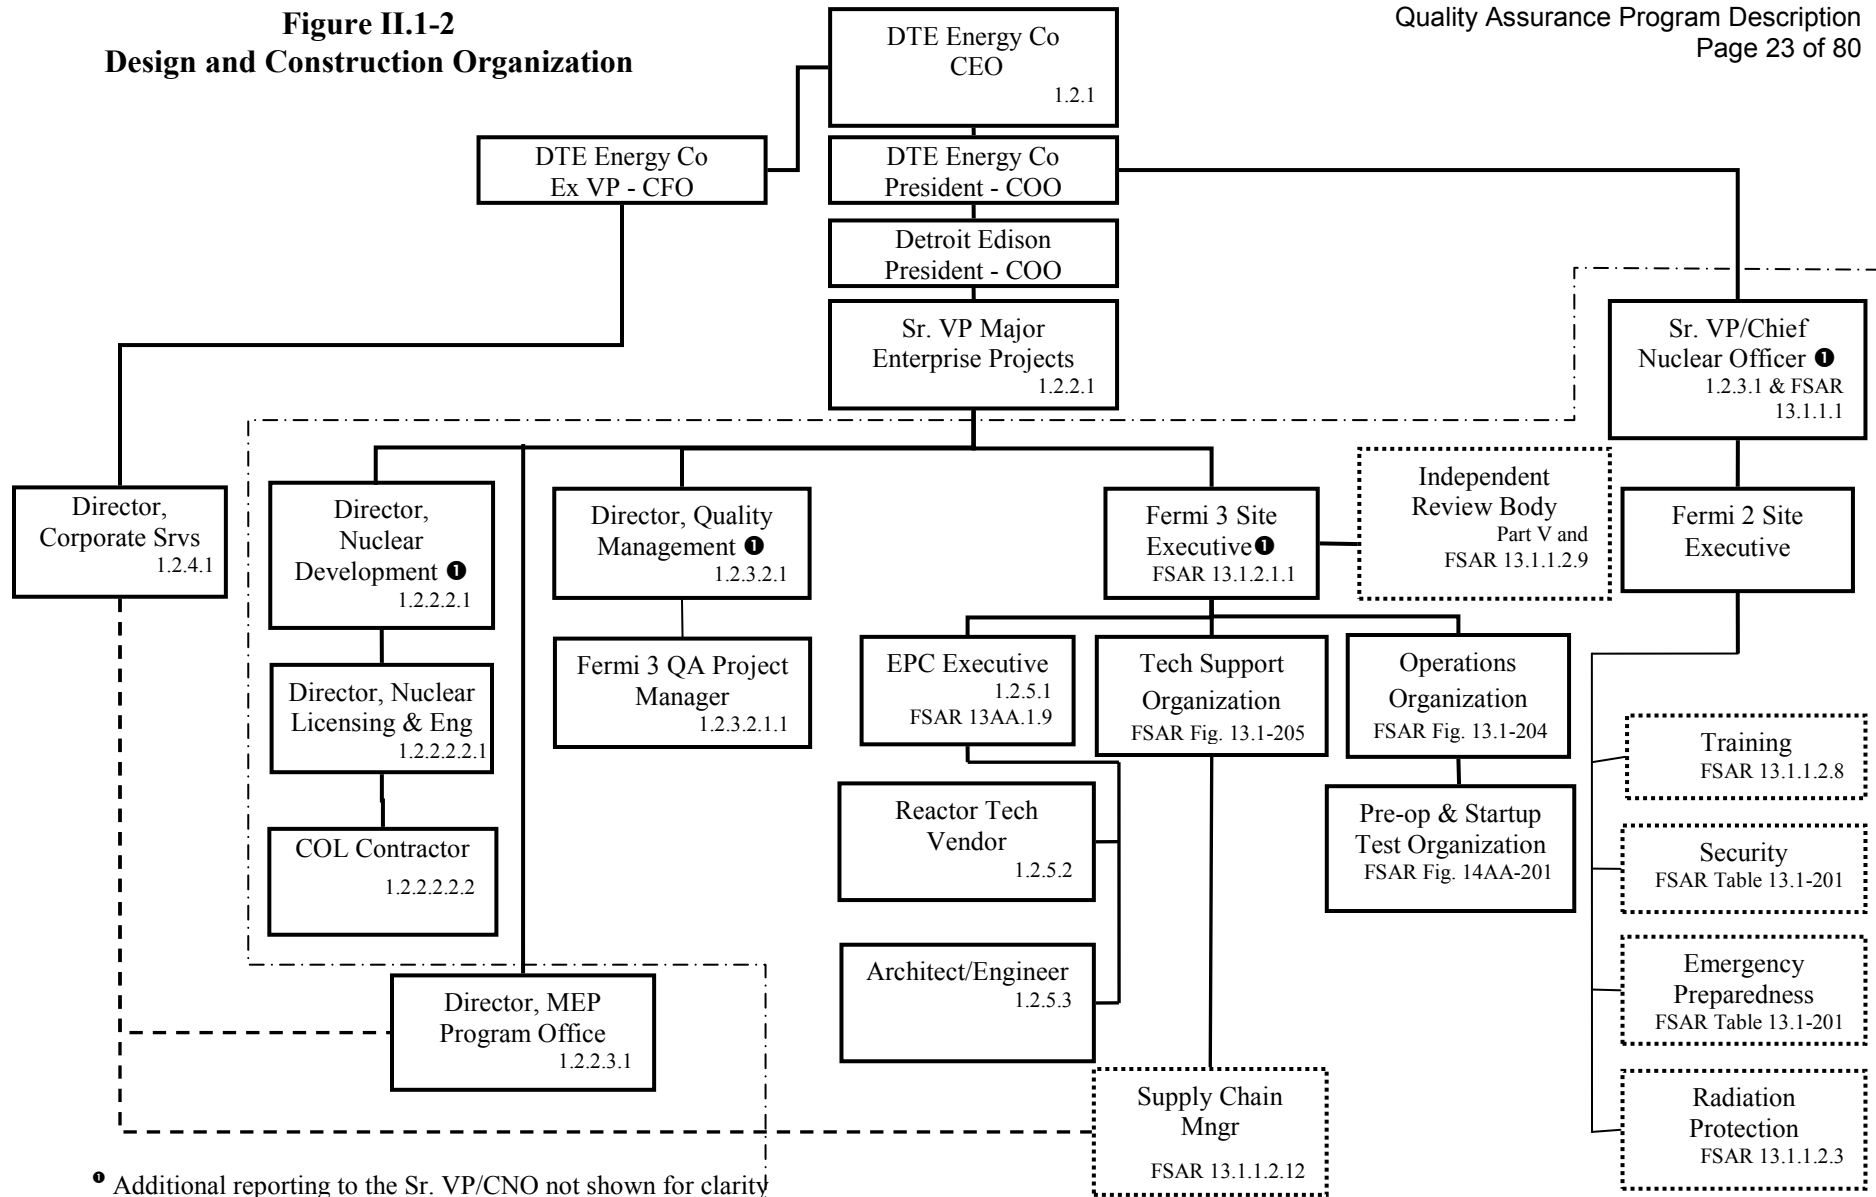 Figure II.1-2
Design and Construction Organization
Quality Assurance Program Description
Page 23 of 80
DTE Energy Co
CEO
1.2.1
DTE Energy Co
Ex VP - CFO
DTE Energy Co
President - COO
Detroit Edison
President - COO
Sr. VP Major
Enterprise Projects
1.2.2.1
Sr. VP/Chief
Nuclear Officer ❶
1.2.3.1 & FSAR
13.1.1.1
Director,
Corporate Srvs
1.2.4.1
Director,
Nuclear
Development ❶
1.2.2.2.1
Director, Quality
Management ❶
1.2.3.2.1
Fermi 3 Site
Executive❶
FSAR 13.1.2.1.1
Independent
Review Body
Part V and
FSAR 13.1.1.2.9
Fermi 2 Site
Executive
Director, Nuclear
Licensing & Eng
1.2.2.2.2.1
Fermi 3 QA Project
Manager
1.2.3.2.1.1
EPC Executive
1.2.5.1
FSAR 13AA.1.9
Tech Support
Organization
FSAR Fig. 13.1-205
Operations
Organization
FSAR Fig. 13.1-204
Training
FSAR 13.1.1.2.8
COL Contractor
1.2.2.2.2.2
Reactor Tech
Vendor
1.2.5.2
Pre-op & Startup
Test Organization
FSAR Fig. 14AA-201
Security
FSAR Table 13.1-201
Director, MEP
Program Office
1.2.2.3.1
Architect/Engineer
1.2.5.3
Emergency
Preparedness
FSAR Table 13.1-201
Supply Chain
Mngr
FSAR 13.1.1.2.12
Radiation
Protection
FSAR 13.1.1.2.3
❶ Additional reporting to the Sr. VP/CNO not shown for clarity